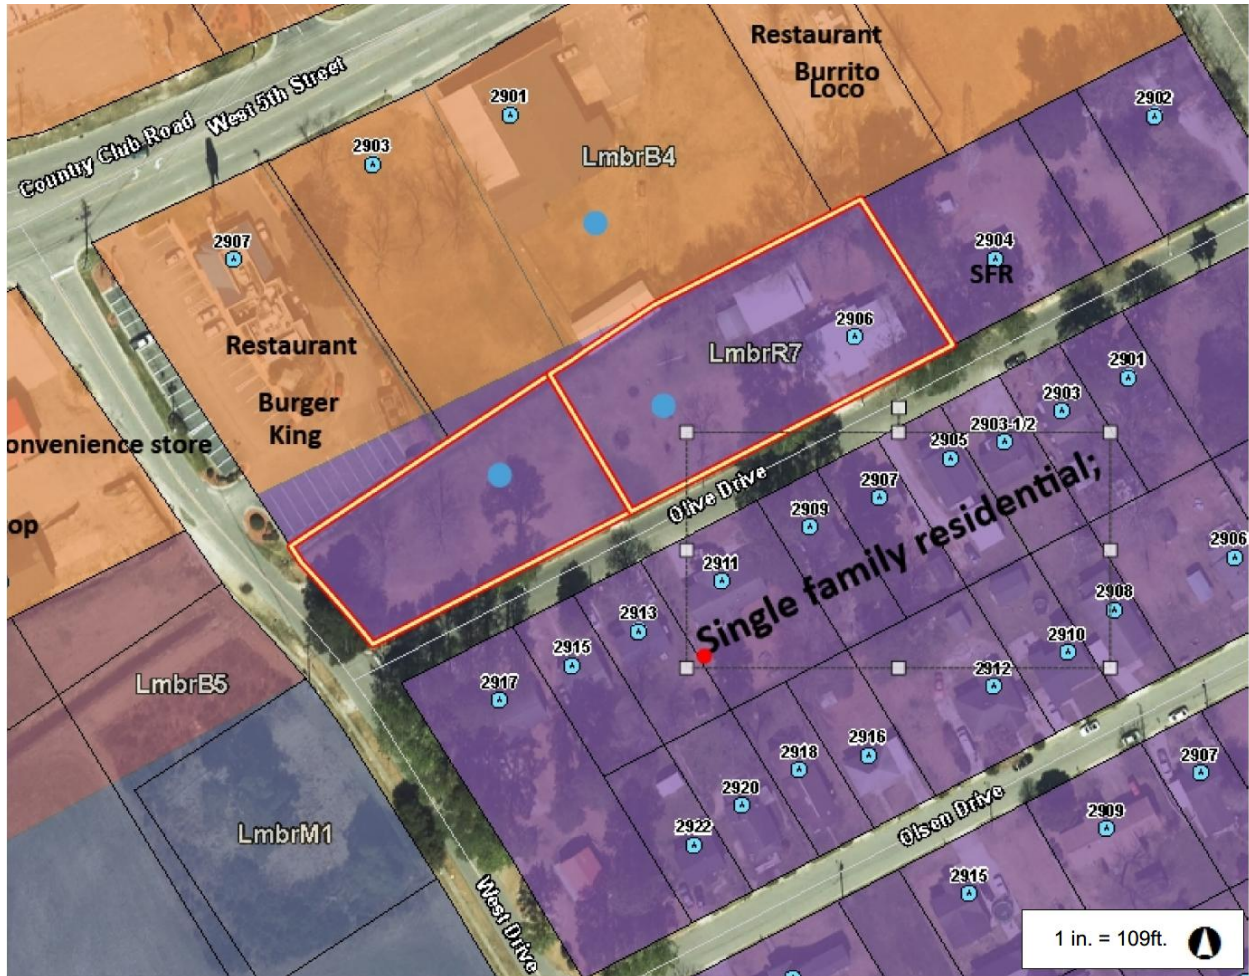 Restaurant
Burrito
Loco
West 5th Street
Country Club Road
2901
2902
2903
LmbrB4
2907
2904
SFR
2906
Restaurant
LmbrR7
Burger
King
onvenience store
op
2901
2903
2903-1/2
2905
2907
Olive Drive
2909
2911
Single family residential;
2906
2908
2910
2912
2913
2915
2917
LmbrB5
2916
2918
2920
2922
2907
2909
Olsen Drive
LmbrM1
2915
West Drive
1 in. = 109ft.